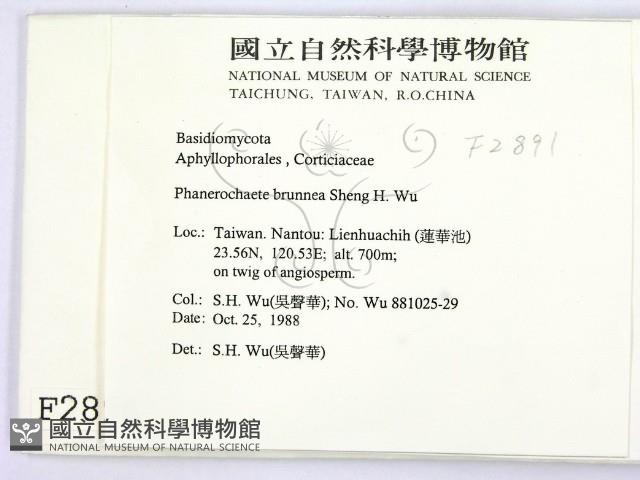 國立自然科學博物館
NATIONAL MUSEUM OF NATURAL SCIENCE
TAICHUNG, TAIWAN, R.O.CHINA
F2891
Basidiomycota
Aphyllophorales , Corticiaceae
Phanerochaete brunnea Sheng H. Wu
Loc.: Taiwan. Nantou: Lienhuachih (蓮華池)
23.56N, 120.53E; alt. 700m;
on twig of angiosperm.
Col.: S.H. Wu(吳聲華); No. Wu 881025-29
Date: Oct. 25, 1988
Det.: S.H. Wu(吳聲華)
F28
國立自然科學博物館
NATIONAL MUSEUM OF NATURAL SCIENCE